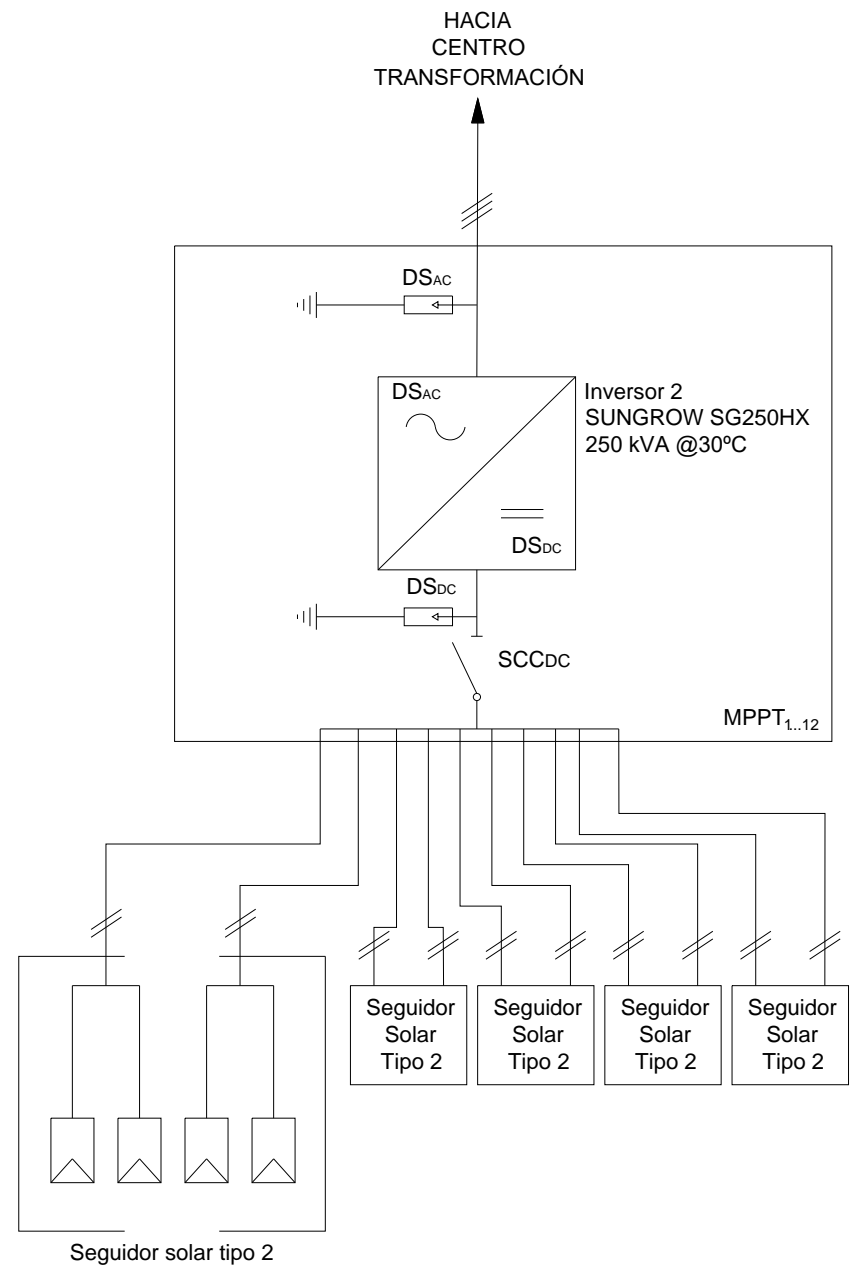 HACIA
CENTRO
TRANSFORMACIÓN
DSAC
DSAC
Inversor 2
SUNGROW SG250HX
250 kVA @30ºC
DSDC
DSDC
SCCDC
MPPT1...12
Seguidor
Solar
Tipo 2
Seguidor
Solar
Tipo 2
Seguidor
Solar
Tipo 2
Seguidor
Solar
Tipo 2
Seguidor solar tipo 2